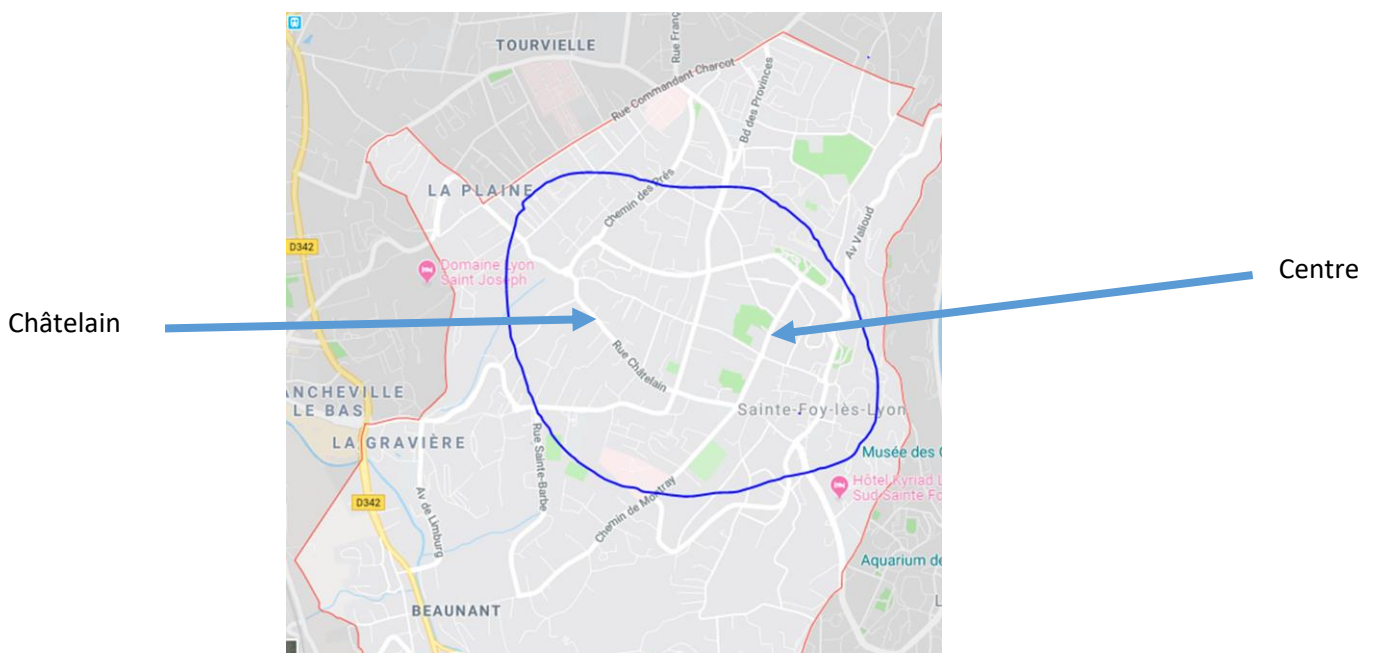 TOURVIELLE
Rue Franç
Rue Commandant Charcot
Bd des Provinces
LA PLAINE
Chemin des Prés
Av Valioud
D342
Domaine Lyon
Saint Joseph
Centre
Châtelain
Rue Châtelain
ANCHEVILLE
LE BAS
Sainte-Foy-lès-Lyon
LA GRAVIÈRE
Rue Sainte-Barbe
Musée des
Hôtel Kyriad L
Sud Sainte Fo
D342
Av de Limburg
Chemin de Montray
Aquarium de
L
BEAUNANT